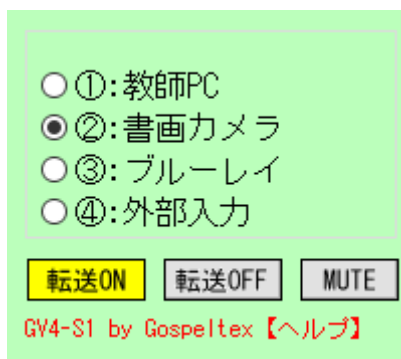 ①:教師PC
②:書画カメラ
③:ブルーレイ
④:外部入力
転送ON 転送OFF MUTE
GV4-S1 by Gospeltex【ヘルプ】